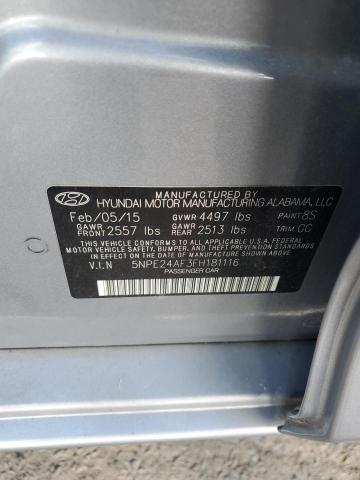 MANUFACTURED BY
HYUNDAI MOTOR MANUFACTURING ALABAMA, LLC
Feb/05/15 GVWR 4497 lbs PAINT 8S
GAWR FRONT 2557 lbs GAWR REAR 2513 lbs TRIM GC
THIS VEHICLE CONFORMS TO ALL APPLICABLE U.S.A. FEDERAL
MOTOR VEHICLE SAFETY, BUMPER, AND THEFT PREVENTION STANDARDS
IN EFFECT ON THE DATE OF MANUFACTURE SHOWN ABOVE.
V.I.N 5NPE24AF3FH181116
PASSENGER CAR